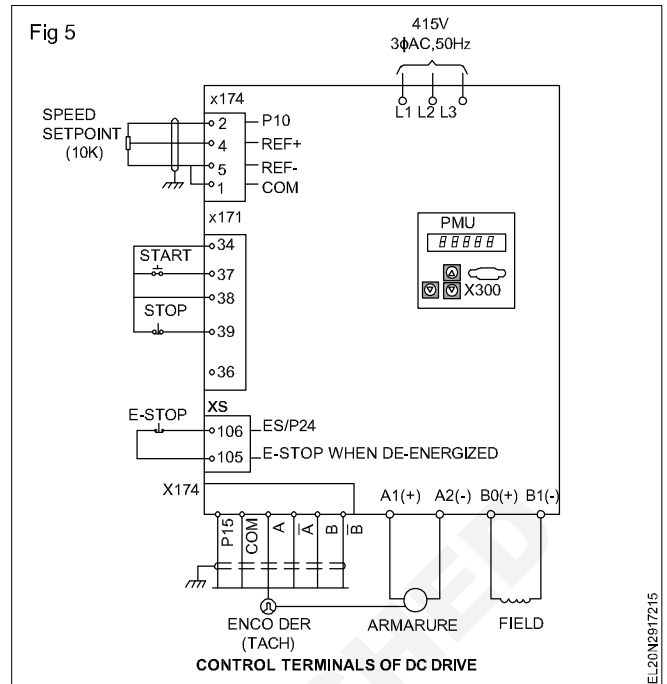 Fig 5
415V
3ϕAC,50Hz
L1 L2 L3
x174
SPEED
SETPOINT
(10K)
2 P10
4 REF+
5 REF-
1 COM
x171
34
START
37
38
STOP
39
36
PMU
88888
X300
XS
E-STOP
106 ES/P24
105 E-STOP WHEN DE-ENERGIZED
X174
A1(+) A2(-) B0(+) B1(-)
P15 COM A A̅ B B̅
ENCO DER
(TACH)
ARMARURE
FIELD
CONTROL TERMINALS OF DC DRIVE
EL20N2917215